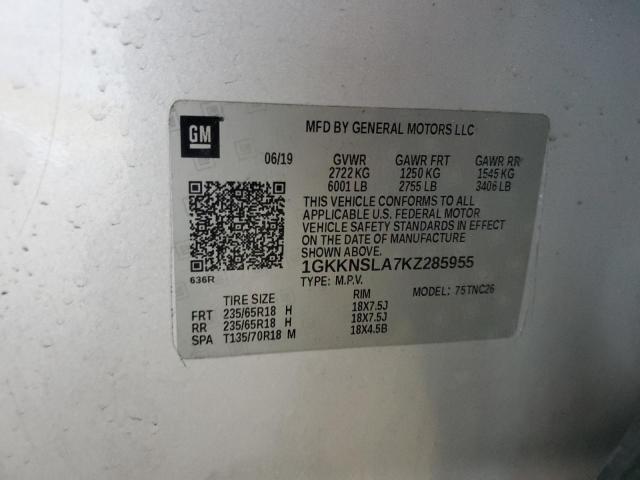 GM
MFD BY GENERAL MOTORS LLC
06/19 GVWR GAWR FRT GAWR RR
2722 KG 1250 KG 1545 KG
6001 LB 2755 LB 3406 LB
THIS VEHICLE CONFORMS TO ALL
APPLICABLE U.S. FEDERAL MOTOR
VEHICLE SAFETY STANDARDS IN EFFECT
ON THE DATE OF MANUFACTURE
SHOWN ABOVE.
1GKKNSLA7KZ285955
636R
TYPE: M.P.V. MODEL: 75TNC26
TIRE SIZE RIM
FRT 235/65R18 H 18X7.5J
RR 235/65R18 H 18X7.5J
SPA T135/70R18 M 18X4.5B